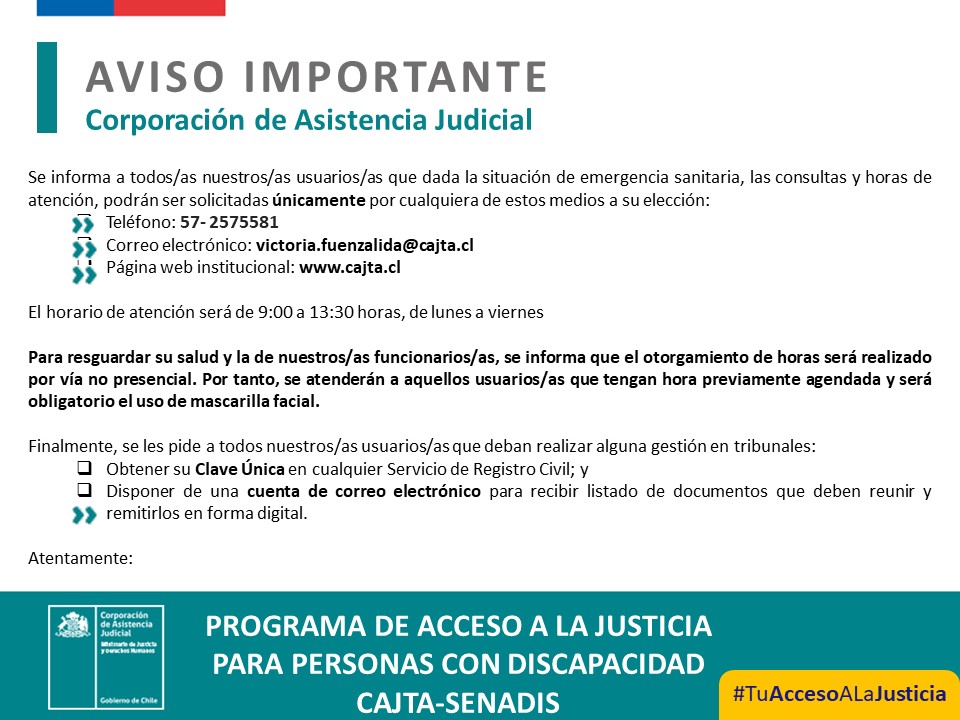 AVISO IMPORTANTE
Corporación de Asistencia Judicial
Se informa a todos/as nuestros/as usuarios/as que dada la situación de emergencia sanitaria, las consultas y horas de
atención, podrán ser solicitadas únicamente por cualquiera de estos medios a su elección:
Teléfono: 57- 2575581
Correo electrónico: victoria.fuenzalida@cajta.cl
Página web institucional: www.cajta.cl
El horario de atención será de 9:00 a 13:30 horas, de lunes a viernes
Para resguardar su salud y la de nuestros/as funcionarios/as, se informa que el otorgamiento de horas será realizado
por vía no presencial. Por tanto, se atenderán a aquellos usuarios/as que tengan hora previamente agendada y será
obligatorio el uso de mascarilla facial.
Finalmente, se les pide a todos nuestros/as usuarios/as que deban realizar alguna gestión en tribunales:
Obtener su Clave Única en cualquier Servicio de Registro Civil; y
Disponer de una cuenta de correo electrónico para recibir listado de documentos que deben reunir y
remitirlos en forma digital.
Atentamente:
Corporación
de Asistencia
Judicial
Ministerio de Justicia
y Derechos Humanos
Gobierno de Chile
PROGRAMA DE ACCESO A LA JUSTICIA
PARA PERSONAS CON DISCAPACIDAD
CAJTA-SENADIS
#TuAccesoALaJusticia